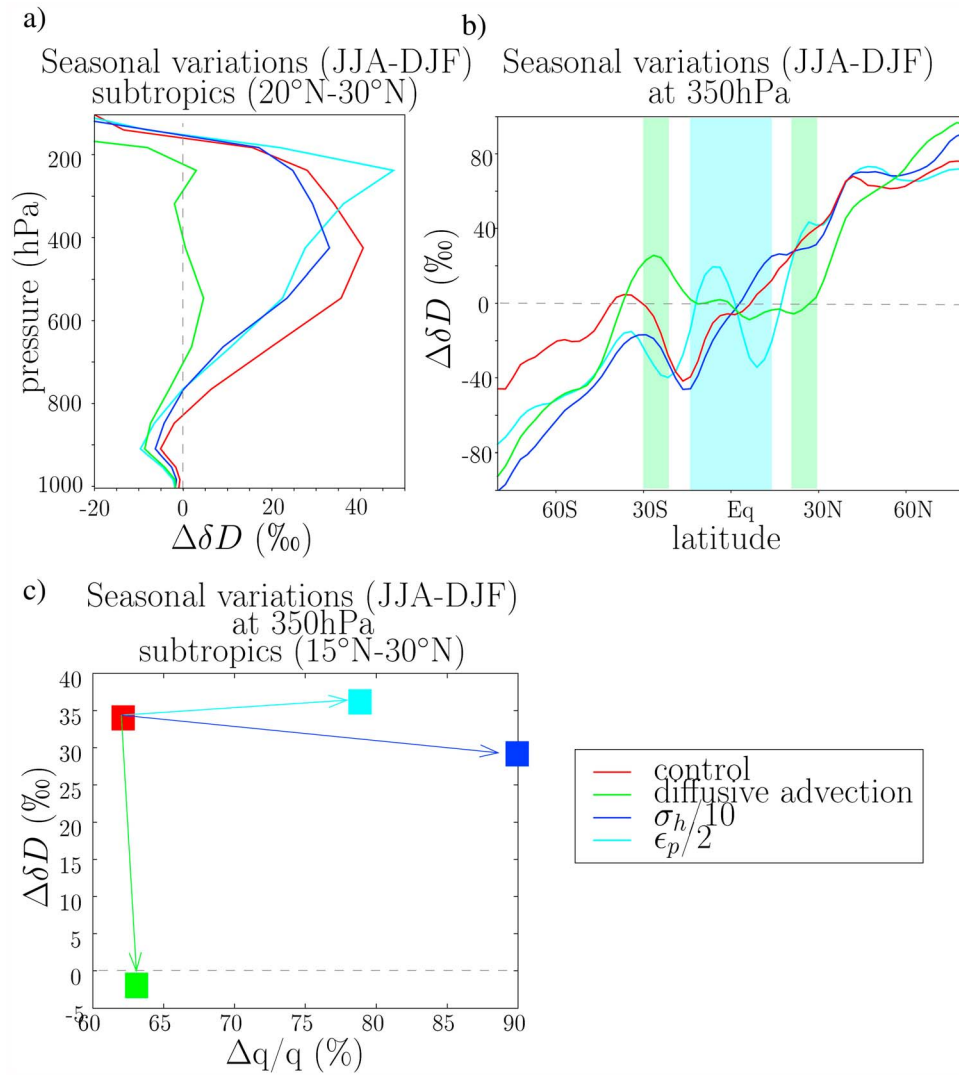 a)
Seasonal variations (JJA-DJF)
subtropics (20°N-30°N)
pressure (hPa)
200
400
600
800
1000
-20
0
20
40
ΔδD (‰)
b)
Seasonal variations (JJA-DJF)
at 350hPa
ΔδD
(‰)
80
40
0
-40
-80
60S
30S
Eq
30N
60N
latitude
c)
Seasonal variations (JJA-DJF)
at 350hPa
subtropics (15°N-30°N)
ΔδD (‰)
40
35
30
25
20
15
10
5
0
-5
60
65
70
75
80
85
90
Δq/q (%)
control
diffusive advection
σh/10
ϵp/2